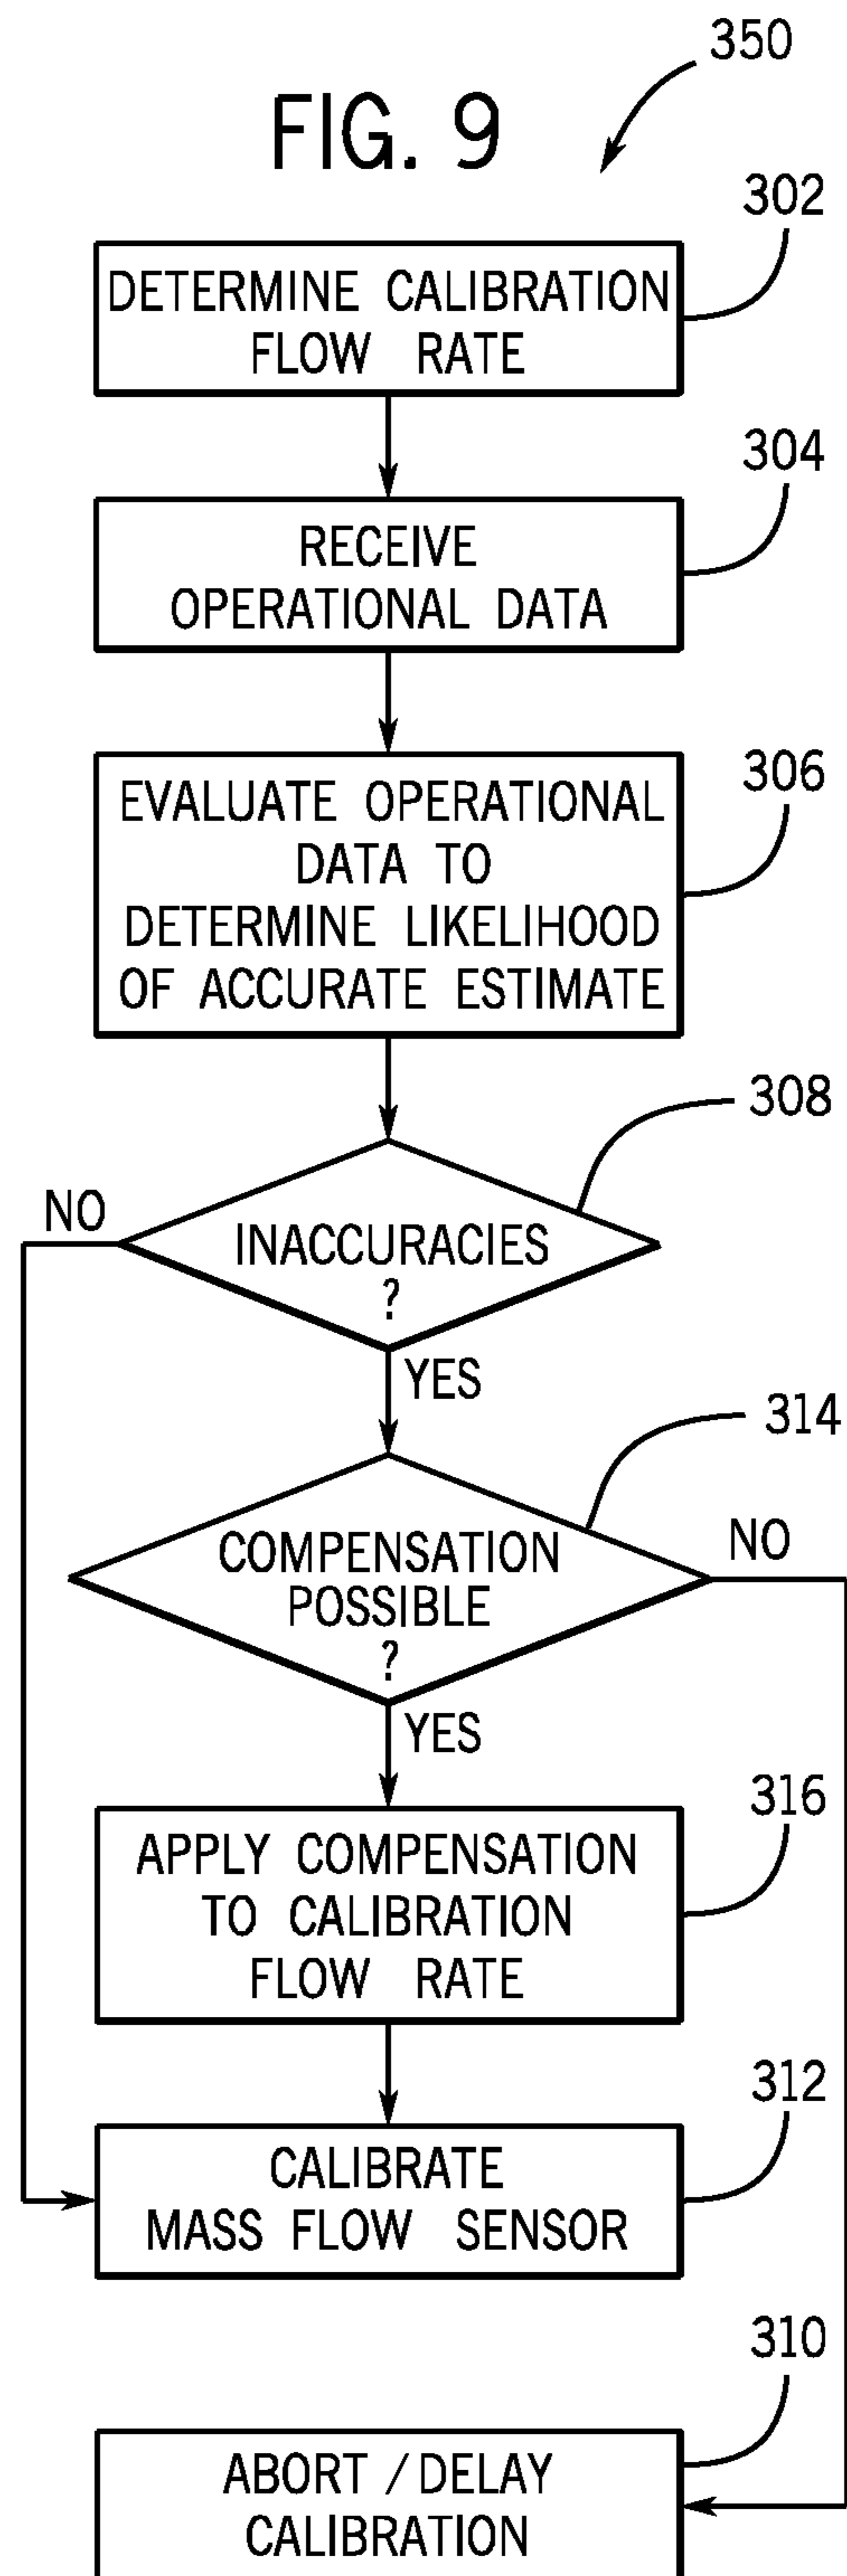 350
FIG. 9
302
DETERMINE CALIBRATION
FLOW RATE
304
RECEIVE
OPERATIONAL DATA
306
EVALUATE OPERATIONAL
DATA TO
DETERMINE LIKELIHOOD
OF ACCURATE ESTIMATE
308
NO
INACCURACIES
?
YES
314
NO
COMPENSATION
POSSIBLE
?
YES
316
APPLY COMPENSATION
TO CALIBRATION
FLOW RATE
312
CALIBRATE
MASS FLOW SENSOR
310
ABORT / DELAY
CALIBRATION